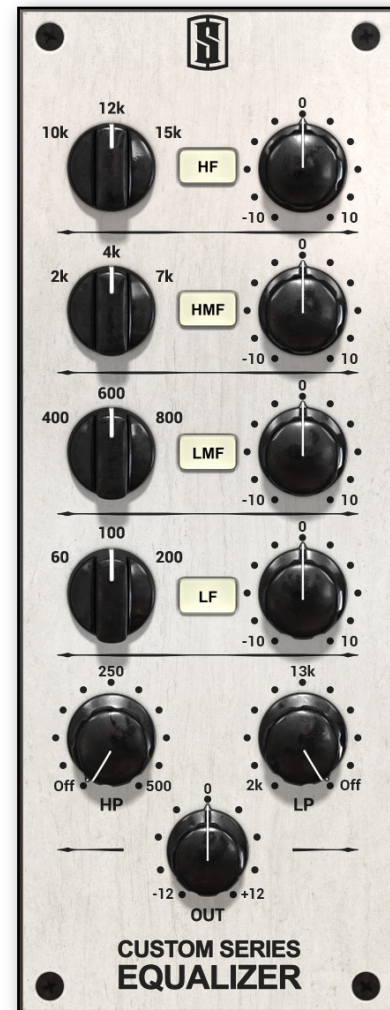 S
12k
10k
15k
HF
0
-10
10
4k
2k
7k
HMF
0
-10
10
600
400
800
LMF
0
-10
10
100
60
200
LF
0
-10
10
250
Off
500
HP
13k
2k
Off
LP
0
-12
+12
OUT
CUSTOM SERIES
EQUALIZER